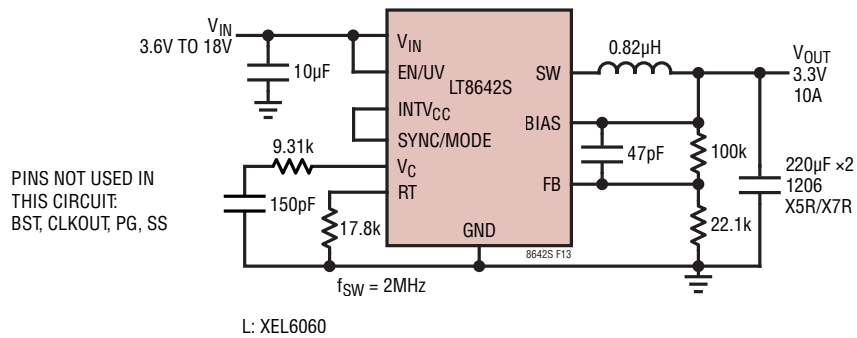 VIN
3.6V TO 18V
10µF
VIN
EN/UV
LT8642S
SW
0.82µH
VOUT
3.3V
10A
INTVCC
BIAS
SYNC/MODE
9.31k
VC
47pF
100k
220µF ×2
1206
X5R/X7R
FB
RT
PINS NOT USED IN
THIS CIRCUIT:
BST, CLKOUT, PG, SS
150pF
17.8k
22.1k
GND
8642S F13
fSW = 2MHz
L: XEL6060